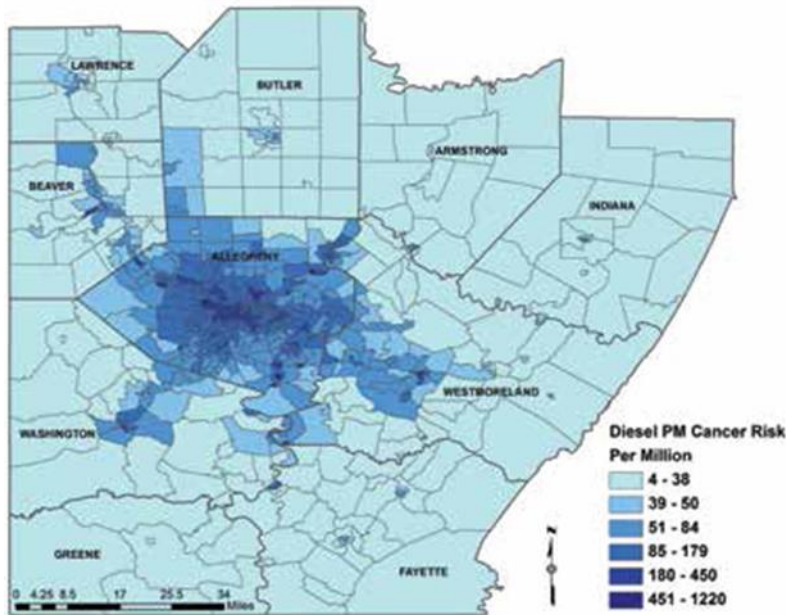 LAWRENCE
BUTLER
ARMSTRONG
BEAVER
INDIANA
ALLEGHENY
WESTMORELAND
WASHINGTON
GREENE
FAYETTE
Diesel PM Cancer Risk
Per Million
4 - 38
39 - 50
51 - 84
85 - 179
180 - 450
451 - 1220
N
0 4.25 8.5 17 25.5 34
Miles